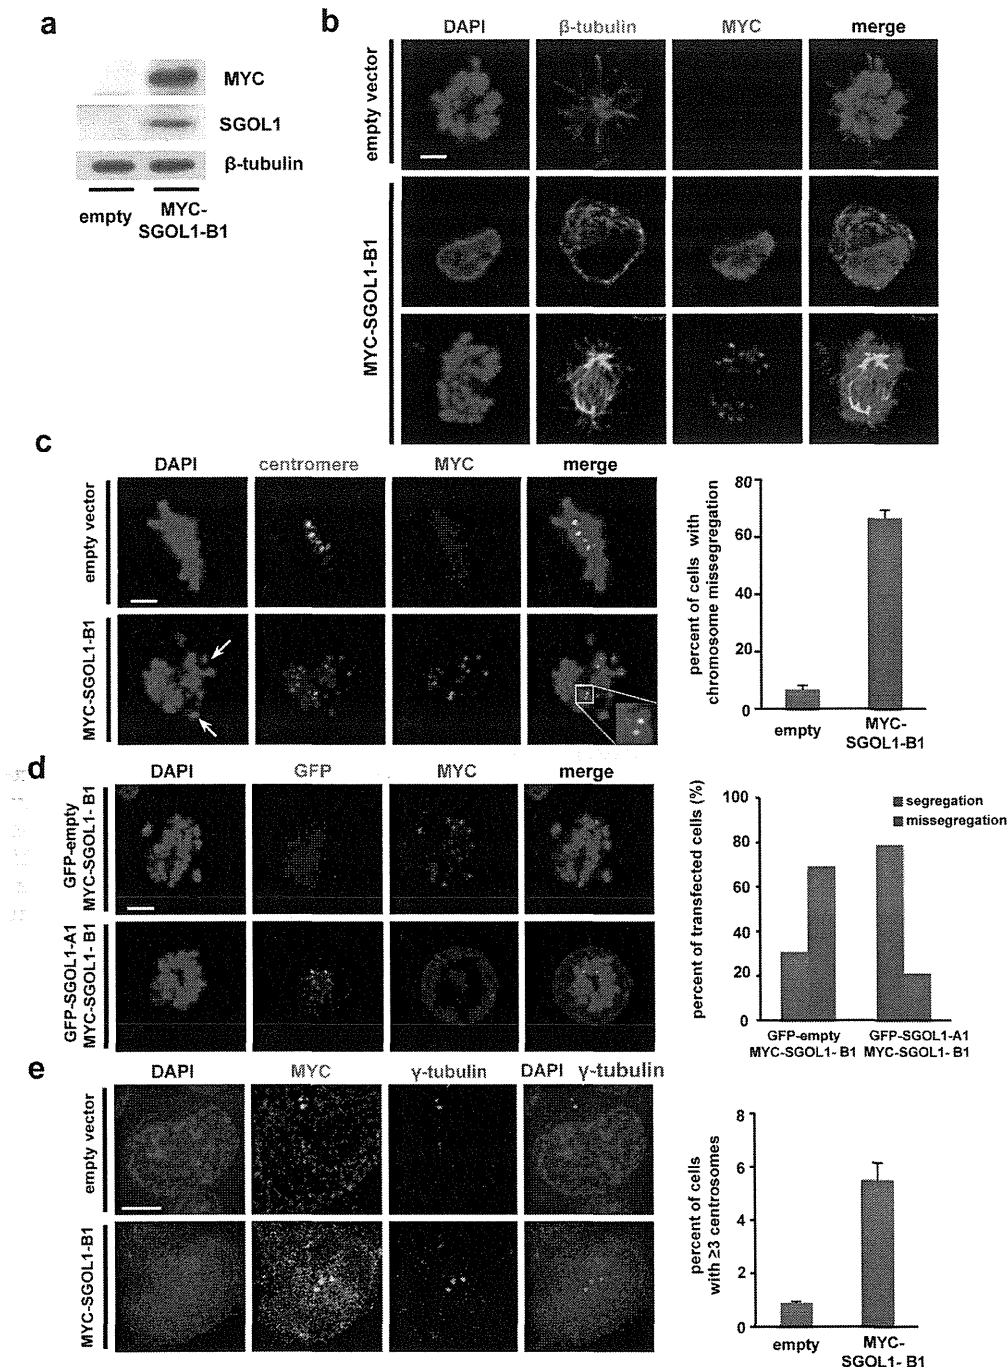 a
MYC
SGOL1
β-tubulin
empty
MYC-
SGOL1-B1
b
DAPI
β-tubulin
MYC
merge
empty vector
MYC-SGOL1-B1
c
DAPI
centromere
MYC
merge
empty vector
MYC-SGOL1-B1
percent of cells with
chromosome missegregation
80
60
40
20
0
empty
MYC-
SGOL1-B1
d
DAPI
GFP
MYC
merge
GFP-empty
MYC-SGOL1- B1
GFP-SGOL1-A1
MYC-SGOL1- B1
percent of transfected cells (%)
100
80
60
40
20
0
segregation
missegregation
GFP-empty
MYC-SGOL1- B1
GFP-SGOL1-A1
MYC-SGOL1- B1
e
DAPI
MYC
γ-tubulin
DAPI γ-tubulin
empty vector
MYC-SGOL1-B1
percent of cells
with ≥3 centrosomes
8
6
4
2
0
empty
MYC-
SGOL1- B1